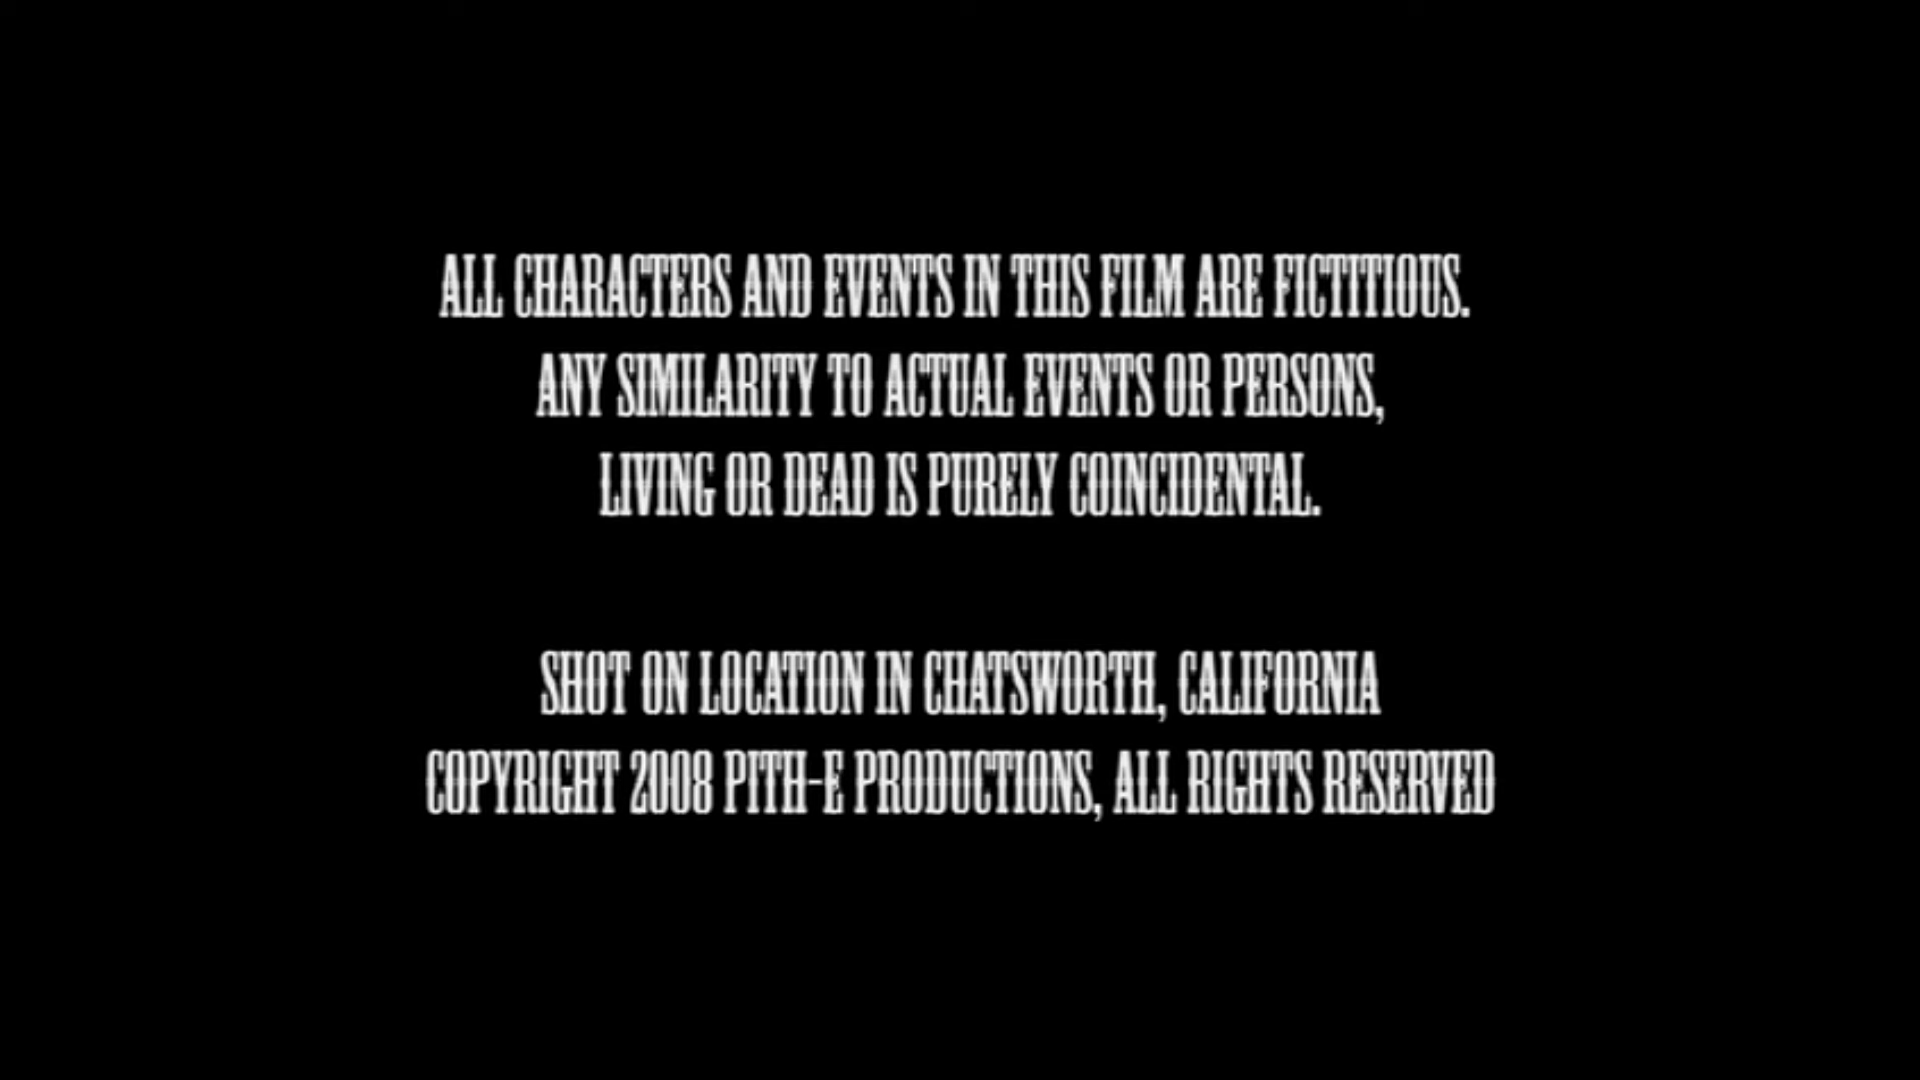 ALL CHARACTERS AND EVENTS IN THIS FILM ARE FICTITIOUS.
ANY SIMILARITY TO ACTUAL EVENTS OR PERSONS,
LIVING OR DEAD IS PURELY COINCIDENTAL.
SHOT ON LOCATION IN CHATSWORTH, CALIFORNIA
COPYRIGHT 2008 PITH-E PRODUCTIONS, ALL RIGHTS RESERVED